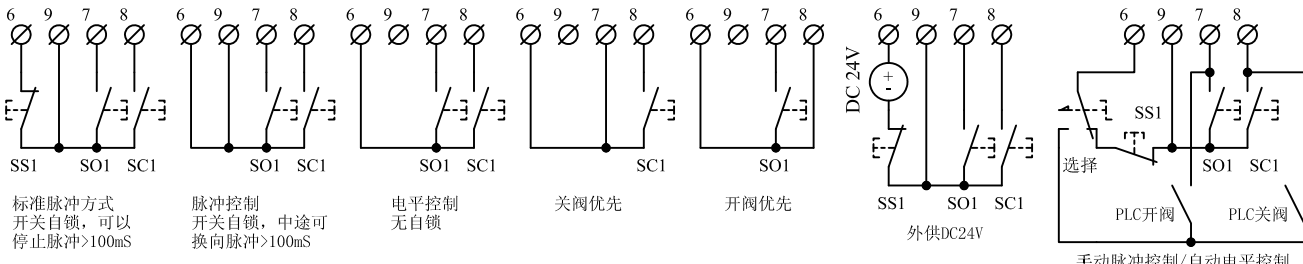 6 9 7 8
SS1 SO1 SC1
标准脉冲方式
开关自锁，可以
停止脉冲>100mS
6 9 7 8
SO1 SC1
脉冲控制
开关自锁，中途可
换向脉冲>100mS
6 9 7 8
SO1 SC1
电平控制
无自锁
6 9 7 8
SC1
关阀优先
6 9 7 8
SO1
开阀优先
6 9 7 8
DC 24V
+
-
SS1 SO1 SC1
外供DC24V
6 9 7 8
SS1
选择 SO1 SC1
PLC开阀 PLC关阀
手动脉冲控制/自动电平控制